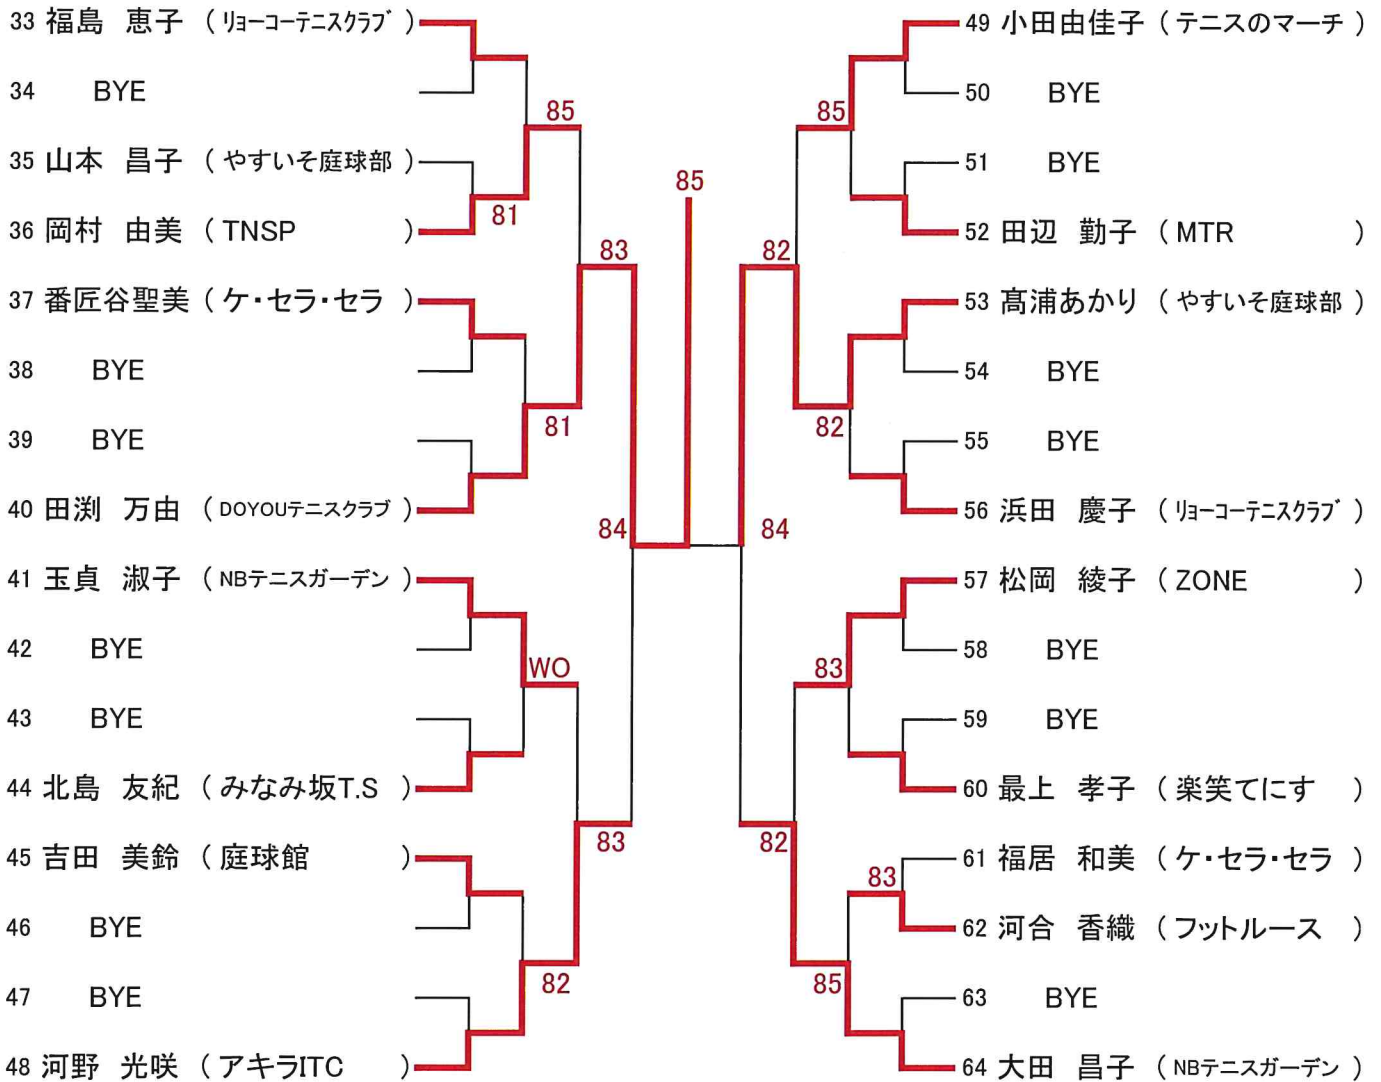 33 福島 恵子 (リョーコーテニスクラブ)
34 BYE
85
35 山本 昌子 (やすいそ庭球部)
81
36 岡村 由美 (TNSP)
83
37 番匠谷聖美 (ケ・セラ・セラ)
38 BYE
81
39 BYE
40 田渕 万由 (DOYOUテニスクラブ)
84
41 玉貞 淑子 (NBテニスガーデン)
42 BYE
WO
43 BYE
44 北島 友紀 (みなみ坂T.S)
83
45 吉田 美鈴 (庭球館)
46 BYE
82
47 BYE
48 河野 光咲 (アキラITC)
85
49 小田由佳子 (テニスのマーチ)
50 BYE
85
51 BYE
52 田辺 勤子 (MTR)
82
53 髙浦あかり (やすいそ庭球部)
54 BYE
82
55 BYE
56 浜田 慶子 (リョーコーテニスクラブ)
84
57 松岡 綾子 (ZONE)
58 BYE
83
59 BYE
60 最上 孝子 (楽笑てにす)
82
61 福居 和美 (ケ・セラ・セラ)
83
62 河合 香織 (フットルース)
85
63 BYE
64 大田 昌子 (NBテニスガーデン)